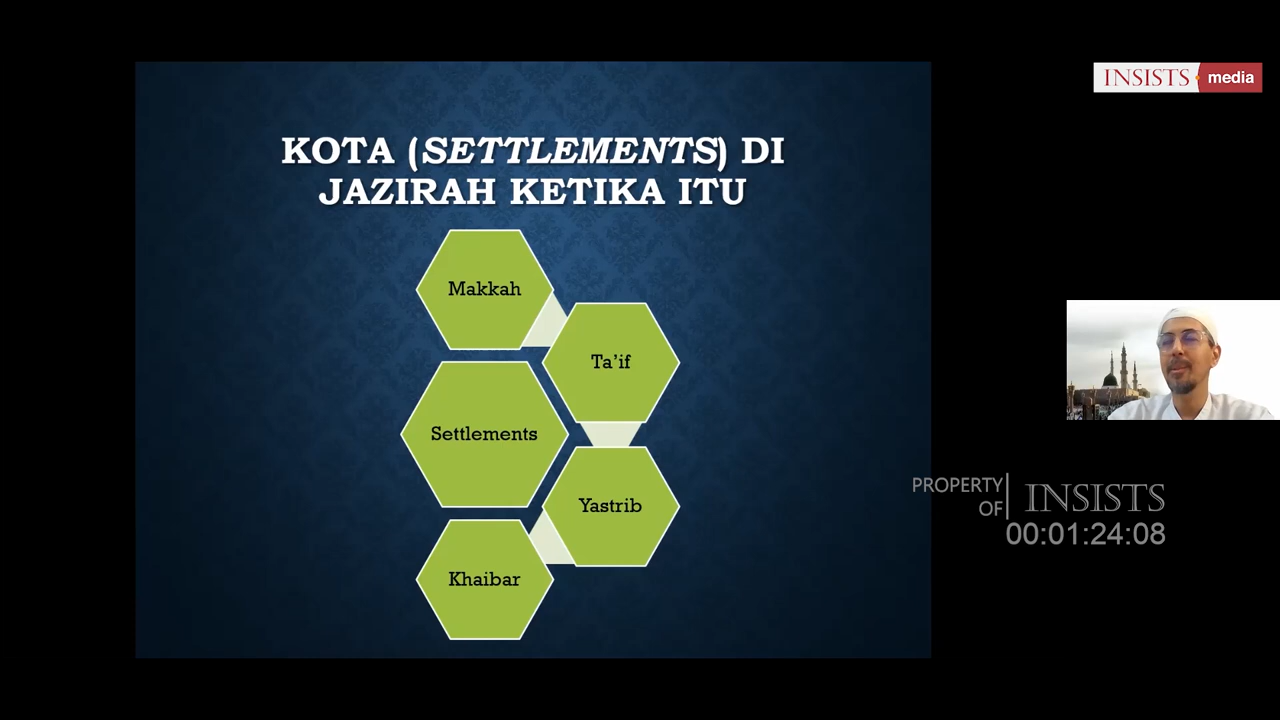 INSISTS media
KOTA (SETTLEMENTS) DI
JAZIRAH KETIKA ITU
Makkah
Ta’if
Settlements
Yastrib
Khaibar
PROPERTY
OF
INSISTS
00:01:24:08